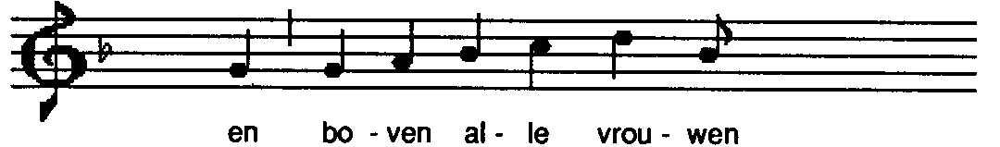 en bo - ven al - le vrou - wen